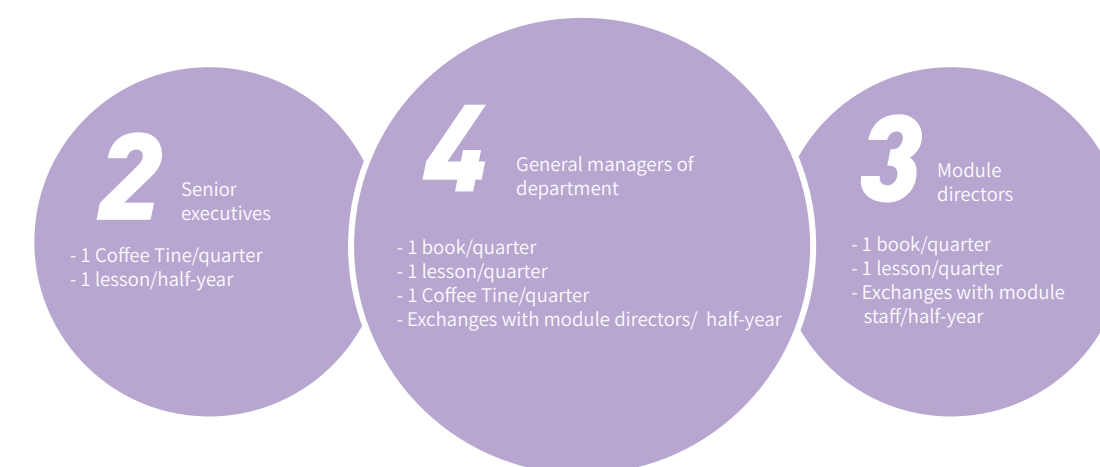 2 Senior
executives
- 1 Coffee Tine/quarter
- 1 lesson/half-year
4 General managers of
department
- 1 book/quarter
- 1 lesson/quarter
- 1 Coffee Tine/quarter
- Exchanges with module directors/ half-year
3 Module
directors
- 1 book/quarter
- 1 lesson/quarter
- Exchanges with module
staff/half-year